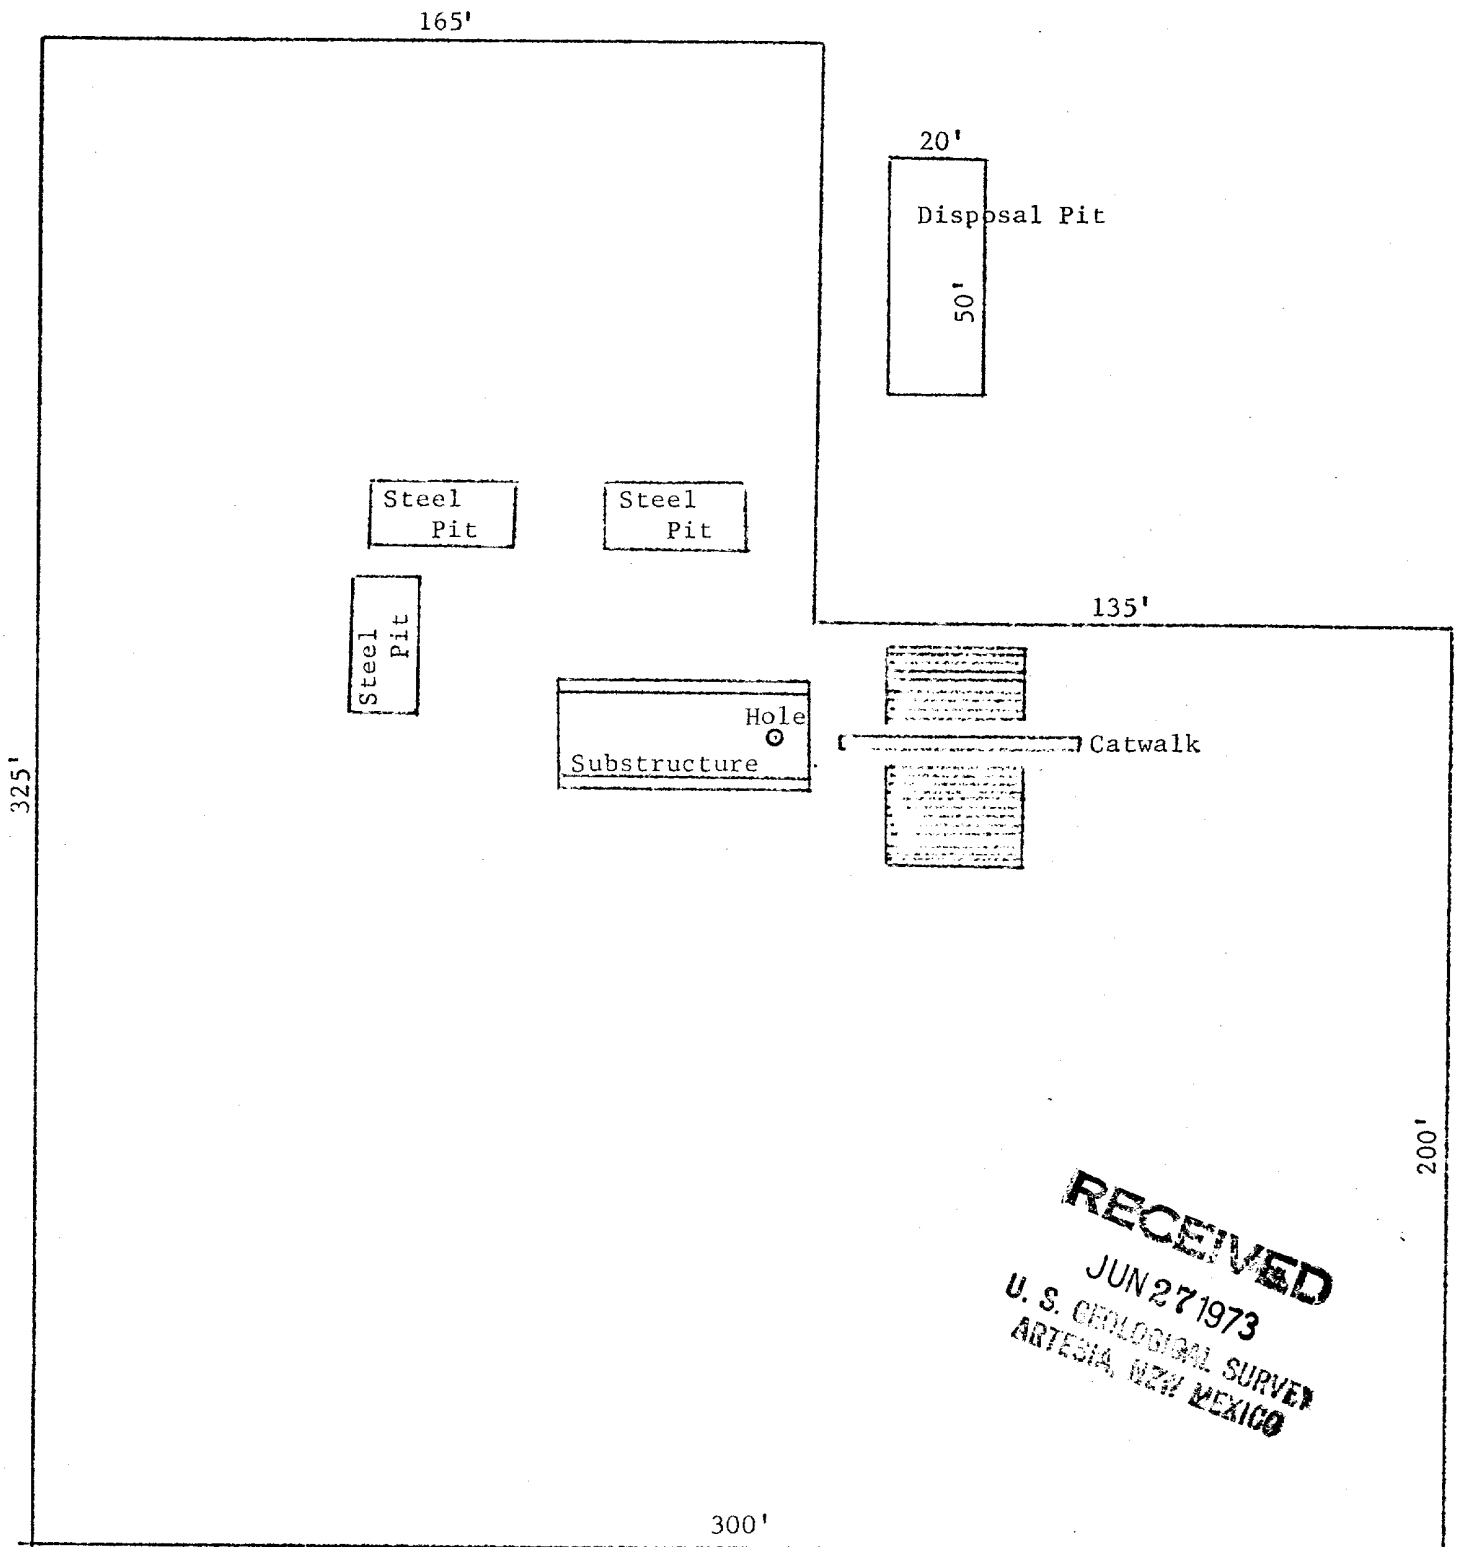 165'
20'
Disposal Pit
50'
Steel
Pit
Steel
Pit
135'
Steel
Pit
Hole
Substructure
Catwalk
325'
200'
RECEIVED
JUN 27 1973
U. S. GEOLOGICAL SURVEY
ARTESIA, NEW MEXICO
300'